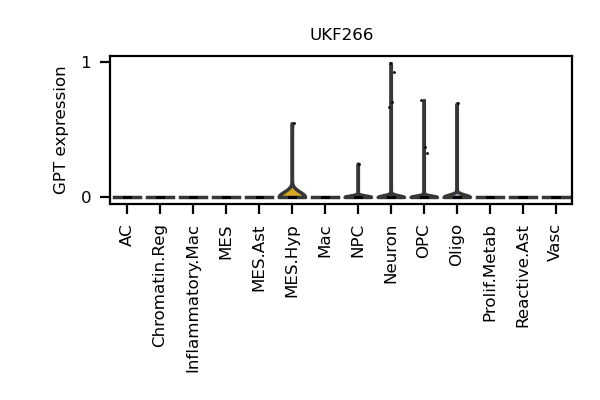 UKF266
GPT expression
1
0
AC
Chromatin.Reg
Inflammatory.Mac
MES
MES.Ast
MES.Hyp
Mac
NPC
Neuron
OPC
Oligo
Prolif.Metab
Reactive.Ast
Vasc